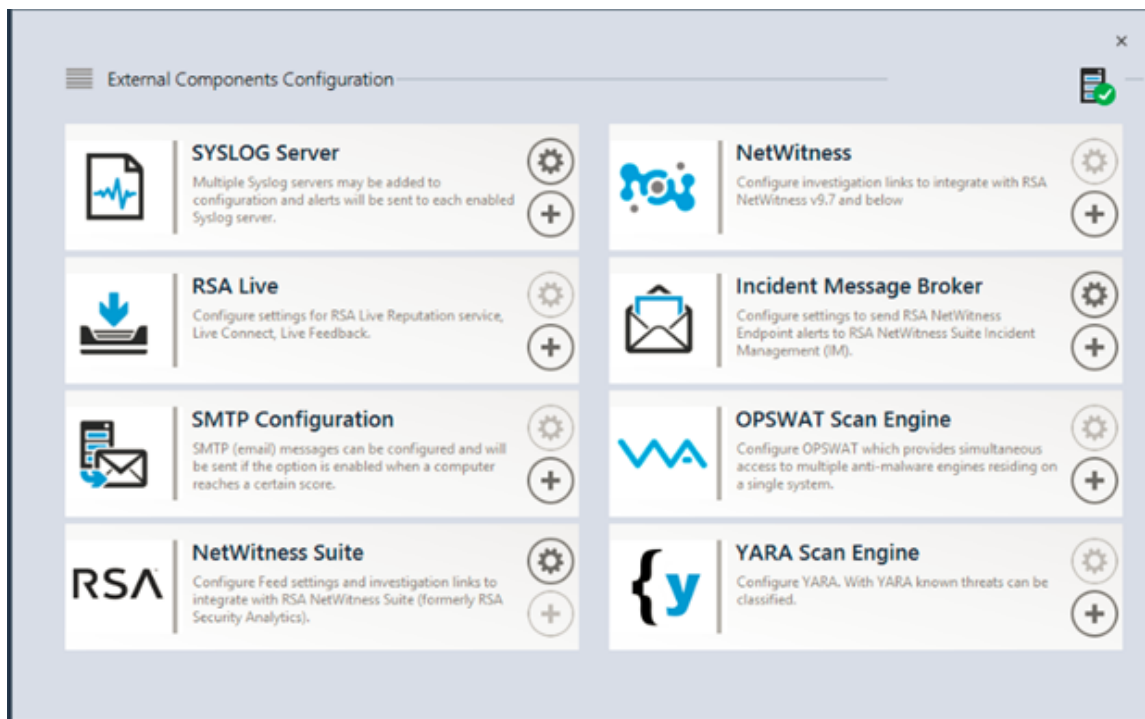 ×
External Components Configuration
SYSLOG Server
Multiple Syslog servers may be added to
configuration and alerts will be sent to each enabled
Syslog server.
NetWitness
Configure investigation links to integrate with RSA
NetWitness v9.7 and below
RSA Live
Configure settings for RSA Live Reputation service,
Live Connect, Live Feedback.
Incident Message Broker
Configure settings to send RSA NetWitness
Endpoint alerts to RSA NetWitness Suite Incident
Management (IM).
SMTP Configuration
SMTP (email) messages can be configured and will
be sent if the option is enabled when a computer
reaches a certain score.
OPSWAT Scan Engine
Configure OPSWAT which provides simultaneous
access to multiple anti-malware engines residing on
a single system.
RSA
NetWitness Suite
Configure Feed settings and investigation links to
integrate with RSA NetWitness Suite (formerly RSA
Security Analytics).
{y
YARA Scan Engine
Configure YARA. With YARA known threats can be
classified.